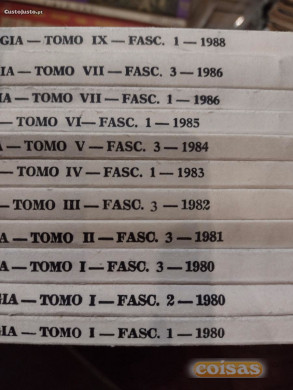 CustoJusto.pt
GIA — TOMO IX — FASC. 1 — 1988
IA — TOMO VII — FASC. 3 — 1986
IA — TOMO VII — FASC. 1 — 1986
— TOMO VI — FASC. 1 — 1985
A — TOMO V — FASC. 3 — 1984
— TOMO IV — FASC. 1 — 1983
— TOMO III — FASC. 3 — 1982
A — TOMO II — FASC. 3 — 1981
A — TOMO I — FASC. 3 — 1980
GIA — TOMO I — FASC. 2 — 1980
GIA — TOMO I — FASC. 1 — 1980
coisas